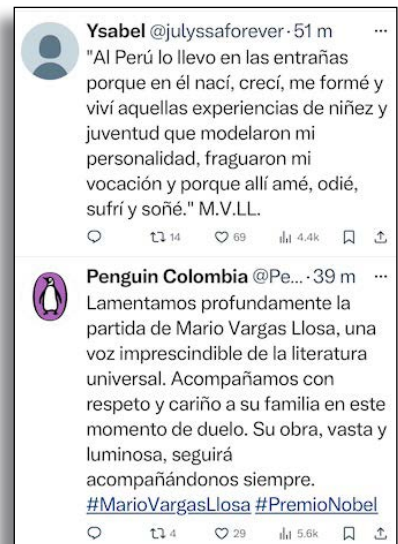 Ysabel @julyssaforever · 51 m ...
"Al Perú lo llevo en las entrañas
porque en él nací, crecí, me formé y
viví aquellas experiencias de niñez y
juventud que modelaron mi
personalidad, fraguaron mi
vocación y porque allí amé, odié,
sufrí y soñé." M.V.LL.
14 69 4.4k
Penguin Colombia @Pe... · 39 m ...
Lamentamos profundamente la
partida de Mario Vargas Llosa, una
voz imprescindible de la literatura
universal. Acompañamos con
respeto y cariño a su familia en este
momento de duelo. Su obra, vasta y
luminosa, seguirá
acompañándonos siempre.
#MarioVargasLlosa #PremioNobel
4 29 5.6k